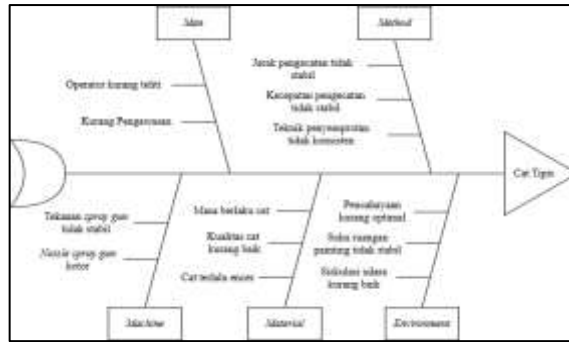 Man
Method
Operator kurang teliti
Kurang Pengawasan
Jarak pengecatan tidak
stabil
Kecepatan pengecatan
tidak stabil
Teknik penyemprotan
tidak konsisten
Cat Tipis
Tekanan spray gun
tidak stabil
Nozzle spray gun
kotor
Masa berlaku cat
Kualitas cat
kurang baik
Cat terlalu encer
Pencahayaan
kurang optimal
Suhu ruangan
painting tidak stabil
Sirkulasi udara
kurang baik
Machine
Material
Environment